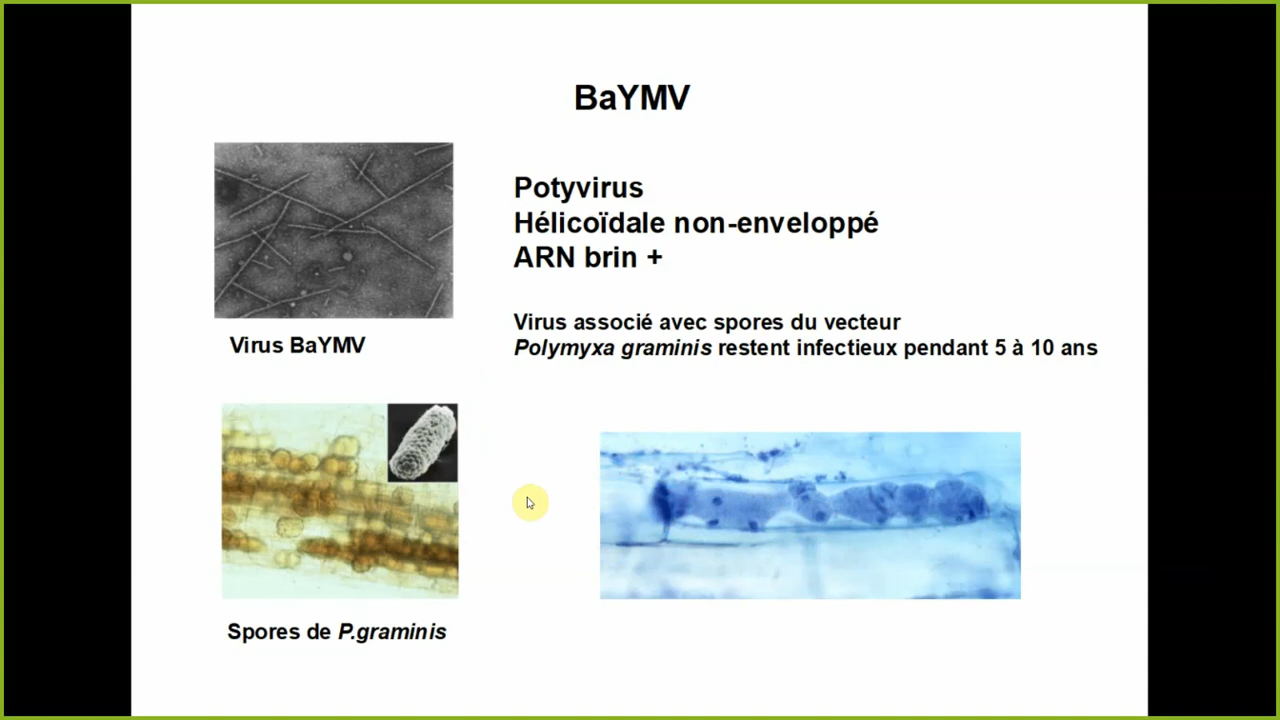 BaYMV
Potyvirus
Hélicoïdale non-enveloppé
ARN brin +
Virus associé avec spores du vecteur
Polymyxa graminis restent infectieux pendant 5 à 10 ans
Virus BaYMV
Spores de P.graminis